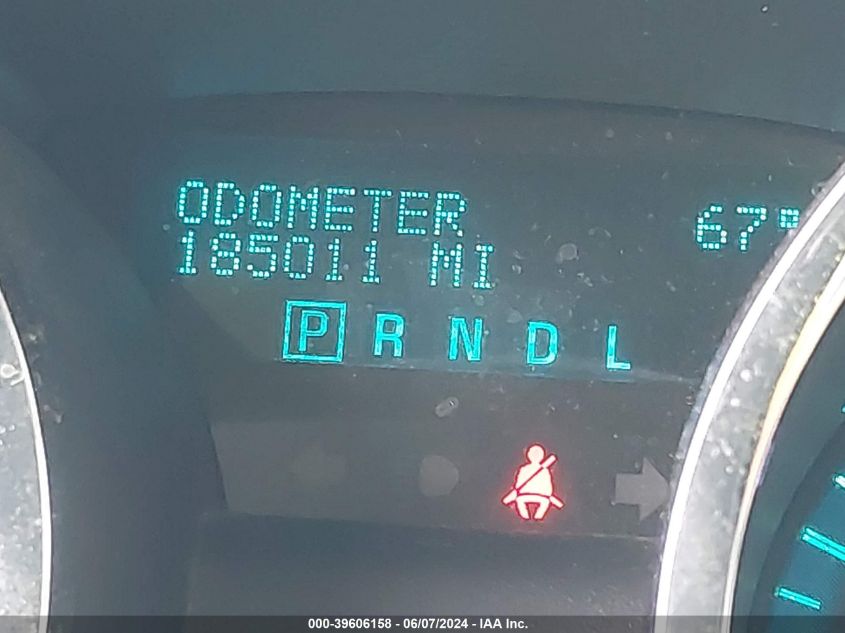 ODOMETER 67°
185011 MI
P R N D L
000-39606158 - 06/07/2024 - IAA Inc.